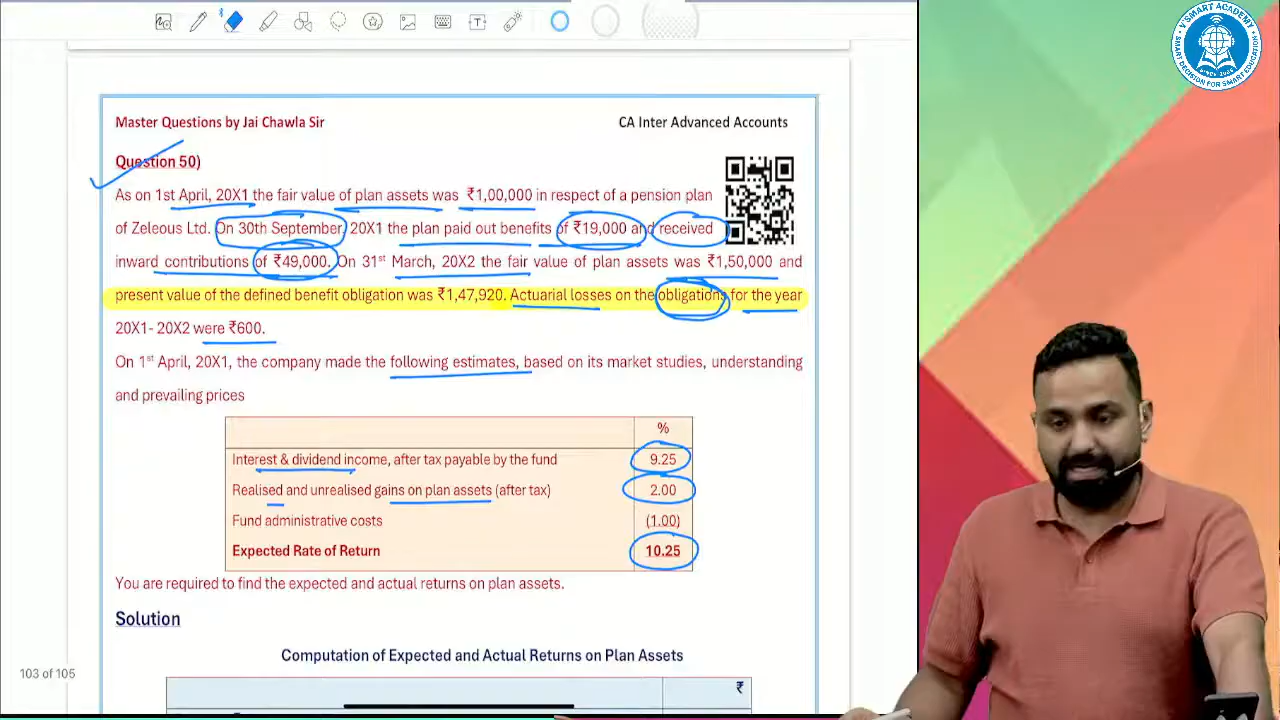 V SMART ACADEMY
SMART DECISION FOR SMART EDUCATION
Master Questions by Jai Chawla Sir
CA Inter Advanced Accounts
Question 50)
As on 1st April, 20X1 the fair value of plan assets was ₹1,00,000 in respect of a pension plan
of Zeleous Ltd. On 30th September, 20X1 the plan paid out benefits of ₹19,000 and received
inward contributions of ₹49,000. On 31st March, 20X2 the fair value of plan assets was ₹1,50,000 and
present value of the defined benefit obligation was ₹1,47,920. Actuarial losses on the obligations for the year
20X1- 20X2 were ₹600.
On 1st April, 20X1, the company made the following estimates, based on its market studies, understanding
and prevailing prices
%
Interest & dividend income, after tax payable by the fund 9.25
Realised and unrealised gains on plan assets (after tax) 2.00
Fund administrative costs (1.00)
Expected Rate of Return 10.25
You are required to find the expected and actual returns on plan assets.
Solution
103 of 105
Computation of Expected and Actual Returns on Plan Assets
₹